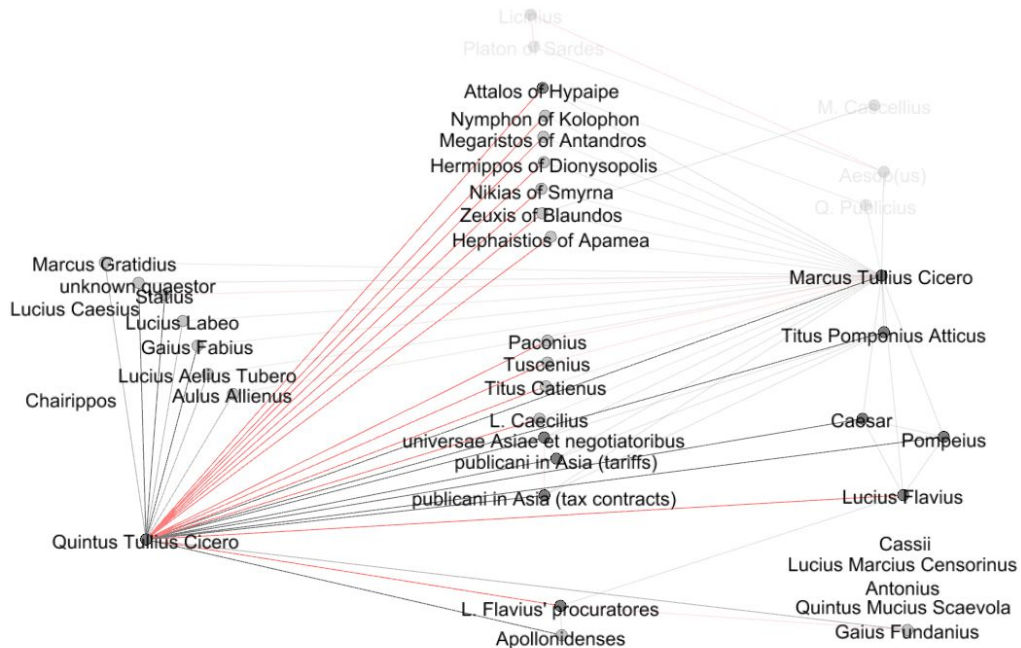 Licinius
Platon of Sardes
Attalos of Hypaipe
M. Cascellius
Nymphon of Kolophon
Megaristos of Antandros
Hermippos of Dionysopolis
Aesop(us)
Nikias of Smyrna
Q. Publicius
Zeuxis of Blaundos
Hephaistios of Apamea
Marcus Gratidius
Marcus Tullius Cicero
unknown quaestor
Statius
Lucius Caesius
Lucius Labeo
Titus Pomponius Atticus
Gaius Fabius
Paconius
Tuscenius
Lucius Aelius Tubero
Titus Catienus
Aulus Allienus
Chairippos
L. Caecilius
Caesar
universae Asiae et negotiatoribus
Pompeius
publicani in Asia (tariffs)
publicani in Asia (tax contracts)
Lucius Flavius
Quintus Tullius Cicero
Cassii
Lucius Marcius Censorinus
Antonius
L. Flavius' procuratores
Quintus Mucius Scaevola
Gaius Fundanius
Apollonidenses